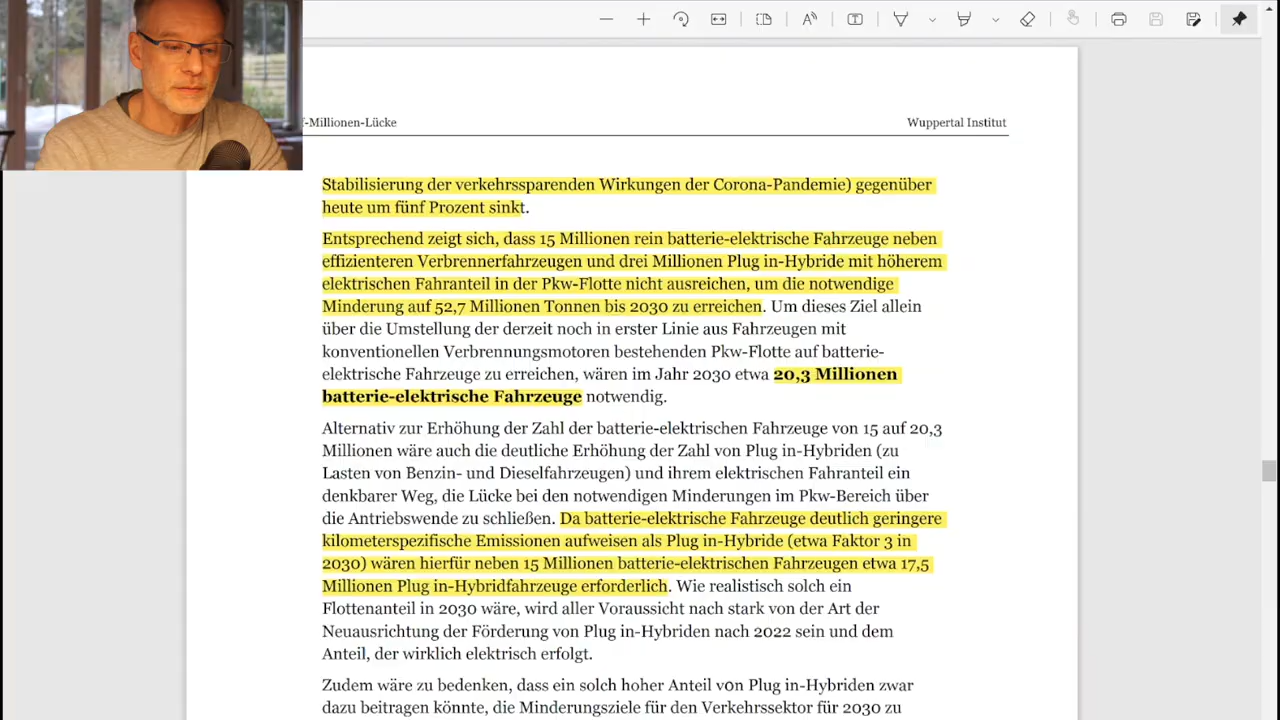 -Millionen-Lücke
Wuppertal Institut
Stabilisierung der verkehrssparenden Wirkungen der Corona-Pandemie) gegenüber
heute um fünf Prozent sinkt.
Entsprechend zeigt sich, dass 15 Millionen rein batterie-elektrische Fahrzeuge neben
effizienteren Verbrennerfahrzeugen und drei Millionen Plug in-Hybride mit höherem
elektrischen Fahranteil in der Pkw-Flotte nicht ausreichen, um die notwendige
Minderung auf 52,7 Millionen Tonnen bis 2030 zu erreichen. Um dieses Ziel allein
über die Umstellung der derzeit noch in erster Linie aus Fahrzeugen mit
konventionellen Verbrennungsmotoren bestehenden Pkw-Flotte auf batterie-
elektrische Fahrzeuge zu erreichen, wären im Jahr 2030 etwa 20,3 Millionen
batterie-elektrische Fahrzeuge notwendig.
Alternativ zur Erhöhung der Zahl der batterie-elektrischen Fahrzeuge von 15 auf 20,3
Millionen wäre auch die deutliche Erhöhung der Zahl von Plug in-Hybriden (zu
Lasten von Benzin- und Dieselfahrzeugen) und ihrem elektrischen Fahranteil ein
denkbarer Weg, die Lücke bei den notwendigen Minderungen im Pkw-Bereich über
die Antriebswende zu schließen. Da batterie-elektrische Fahrzeuge deutlich geringere
kilometerspezifische Emissionen aufweisen als Plug in-Hybride (etwa Faktor 3 in
2030) wären hierfür neben 15 Millionen batterie-elektrischen Fahrzeugen etwa 17,5
Millionen Plug in-Hybridfahrzeuge erforderlich. Wie realistisch solch ein
Flottenanteil in 2030 wäre, wird aller Voraussicht nach stark von der Art der
Neuausrichtung der Förderung von Plug in-Hybriden nach 2022 sein und dem
Anteil, der wirklich elektrisch erfolgt.
Zudem wäre zu bedenken, dass ein solch hoher Anteil von Plug in-Hybriden zwar
dazu beitragen könnte, die Minderungsziele für den Verkehrssektor für 2030 zu